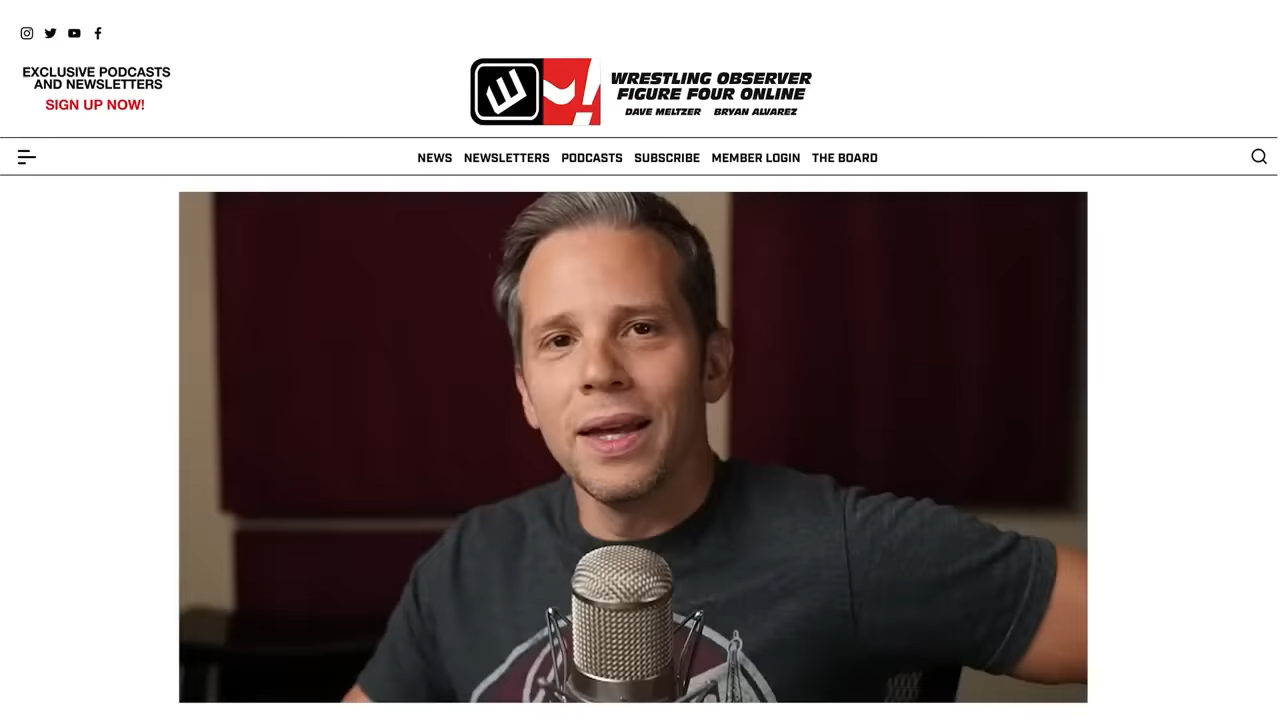 EXCLUSIVE PODCASTS
AND NEWSLETTERS
SIGN UP NOW!
WRESTLING OBSERVER
FIGURE FOUR ONLINE
DAVE MELTZER BRYAN ALVAREZ
NEWS NEWSLETTERS PODCASTS SUBSCRIBE MEMBER LOGIN THE BOARD